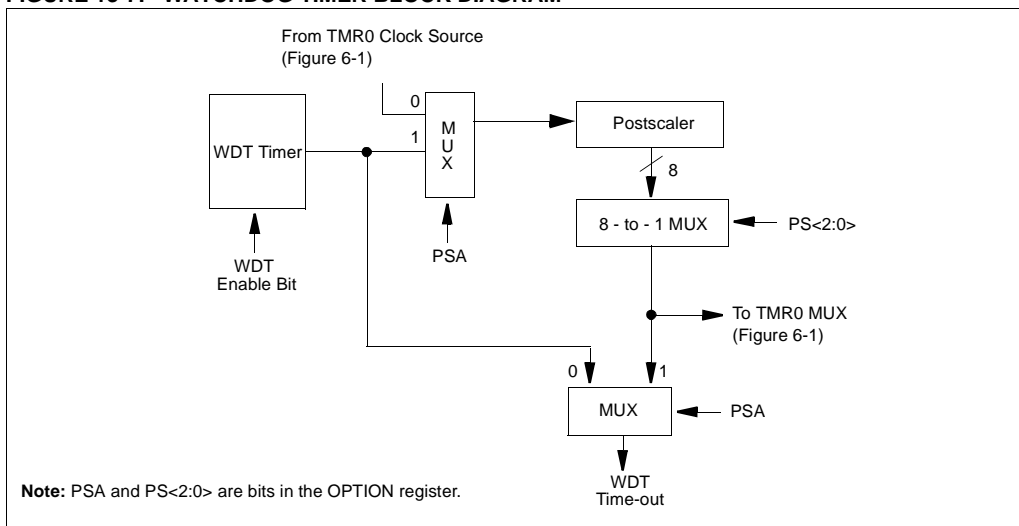 From TMR0 Clock Source
(Figure 6-1)
0
1
M
U
X
Postscaler
WDT Timer
8
8 - to - 1 MUX
PS<2:0>
PSA
WDT
Enable Bit
To TMR0 MUX
(Figure 6-1)
0
1
MUX
PSA
WDT
Time-out
Note: PSA and PS<2:0> are bits in the OPTION register.